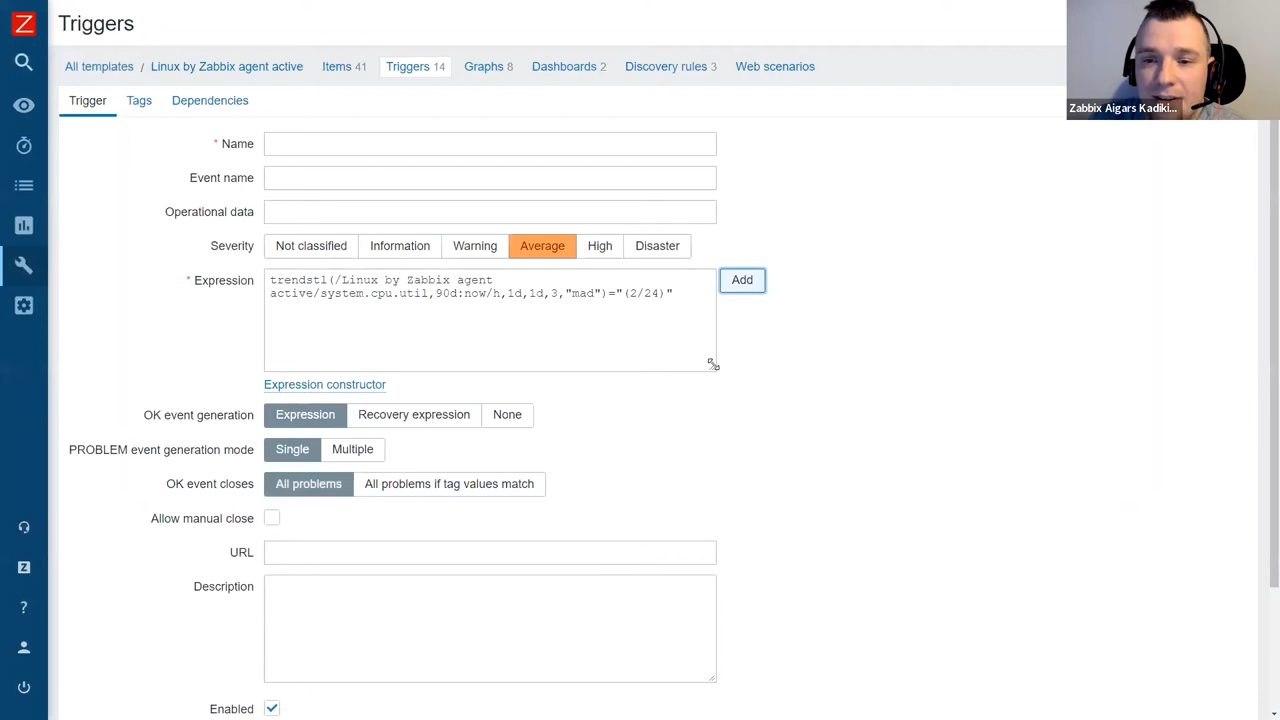 Z
Triggers
Zabbix Aigars Kadiki...
All templates / Linux by Zabbix agent active Items 41 Triggers 14 Graphs 8 Dashboards 2 Discovery rules 3 Web scenarios
Trigger Tags Dependencies
* Name
Event name
Operational data
Severity Not classified Information Warning Average High Disaster
* Expression trendstl(/Linux by Zabbix agent Add
active/system.cpu.util,90d:now/h,1d,1d,3,"mad")="(2/24)"
Expression constructor
OK event generation Expression Recovery expression None
PROBLEM event generation mode Single Multiple
OK event closes All problems All problems if tag values match
Allow manual close
URL
Z
Description
?
Enabled